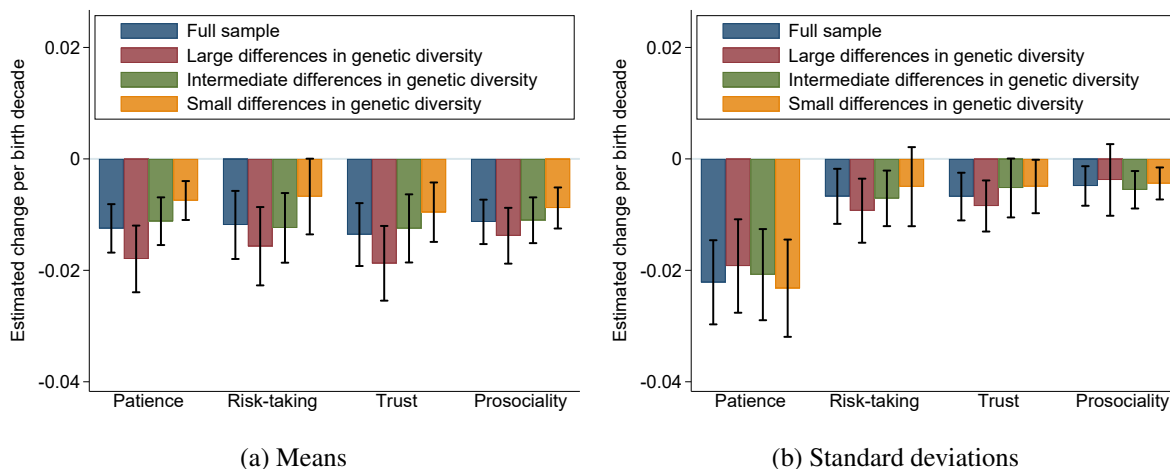 Full sample
Large differences in genetic diversity
Intermediate differences in genetic diversity
Small differences in genetic diversity
Estimated change per birth decade
0.02
0
-0.02
-0.04
Patience Risk-taking Trust Prosociality
(a) Means
Full sample
Large differences in genetic diversity
Intermediate differences in genetic diversity
Small differences in genetic diversity
Estimated change per birth decade
0.02
0
-0.02
-0.04
Patience Risk-taking Trust Prosociality
(b) Standard deviations